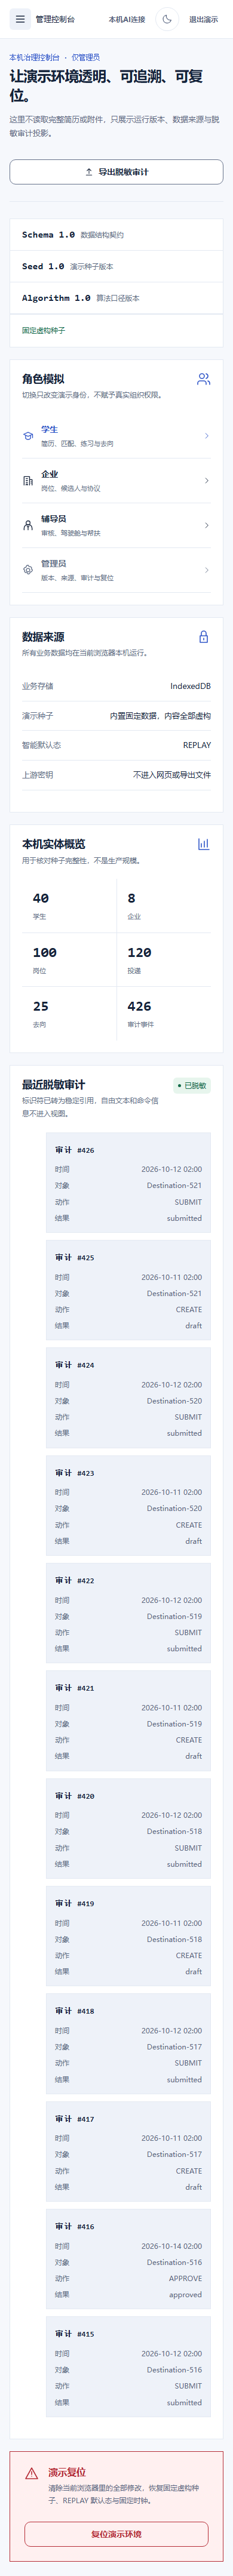 管理控制台 本机AI连接 退出演示
本机治理控制台 · 仅管理员
让演示环境透明、可追溯、可复
位。
这里不读取完整简历或附件，只展示运行版本、数据来源与脱
敏审计投影。
导出脱敏审计
Schema 1.0 数据结构契约
Seed 1.0 演示种子版本
Algorithm 1.0 算法口径版本
固定虚构种子
角色模拟
切换只改变演示身份，不赋予真实组织权限。
学生
简历、匹配、练习与去向
企业
岗位、候选人与协议
辅导员
审核、驾驶舱与帮扶
管理员
版本、来源、审计与复位
数据来源
所有业务数据均在当前浏览器本机运行。
业务存储 IndexedDB
演示种子 内置固定数据，内容全部虚构
智能默认态 REPLAY
上游密钥 不进入网页或导出文件
本机实体概览
用于核对种子完整性，不是生产规模。
40 8
学生 企业
100 120
岗位 投递
25 426
去向 审计事件
最近脱敏审计 已脱敏
标识符已转为稳定引用，自由文本和命令信
息不进入视图。
审计 #426
时间 2026-10-12 02:00
对象 Destination-521
动作 SUBMIT
结果 submitted
审计 #425
时间 2026-10-11 02:00
对象 Destination-521
动作 CREATE
结果 draft
审计 #424
时间 2026-10-12 02:00
对象 Destination-520
动作 SUBMIT
结果 submitted
审计 #423
时间 2026-10-11 02:00
对象 Destination-520
动作 CREATE
结果 draft
审计 #422
时间 2026-10-12 02:00
对象 Destination-519
动作 SUBMIT
结果 submitted
审计 #421
时间 2026-10-11 02:00
对象 Destination-519
动作 CREATE
结果 draft
审计 #420
时间 2026-10-12 02:00
对象 Destination-518
动作 SUBMIT
结果 submitted
审计 #419
时间 2026-10-11 02:00
对象 Destination-518
动作 CREATE
结果 draft
审计 #418
时间 2026-10-12 02:00
对象 Destination-517
动作 SUBMIT
结果 submitted
审计 #417
时间 2026-10-11 02:00
对象 Destination-517
动作 CREATE
结果 draft
审计 #416
时间 2026-10-14 02:00
对象 Destination-516
动作 APPROVE
结果 approved
审计 #415
时间 2026-10-12 02:00
对象 Destination-516
动作 SUBMIT
结果 submitted
演示复位
清除当前浏览器里的全部修改，恢复固定虚构种
子、REPLAY 默认态与固定时钟。
复位演示环境